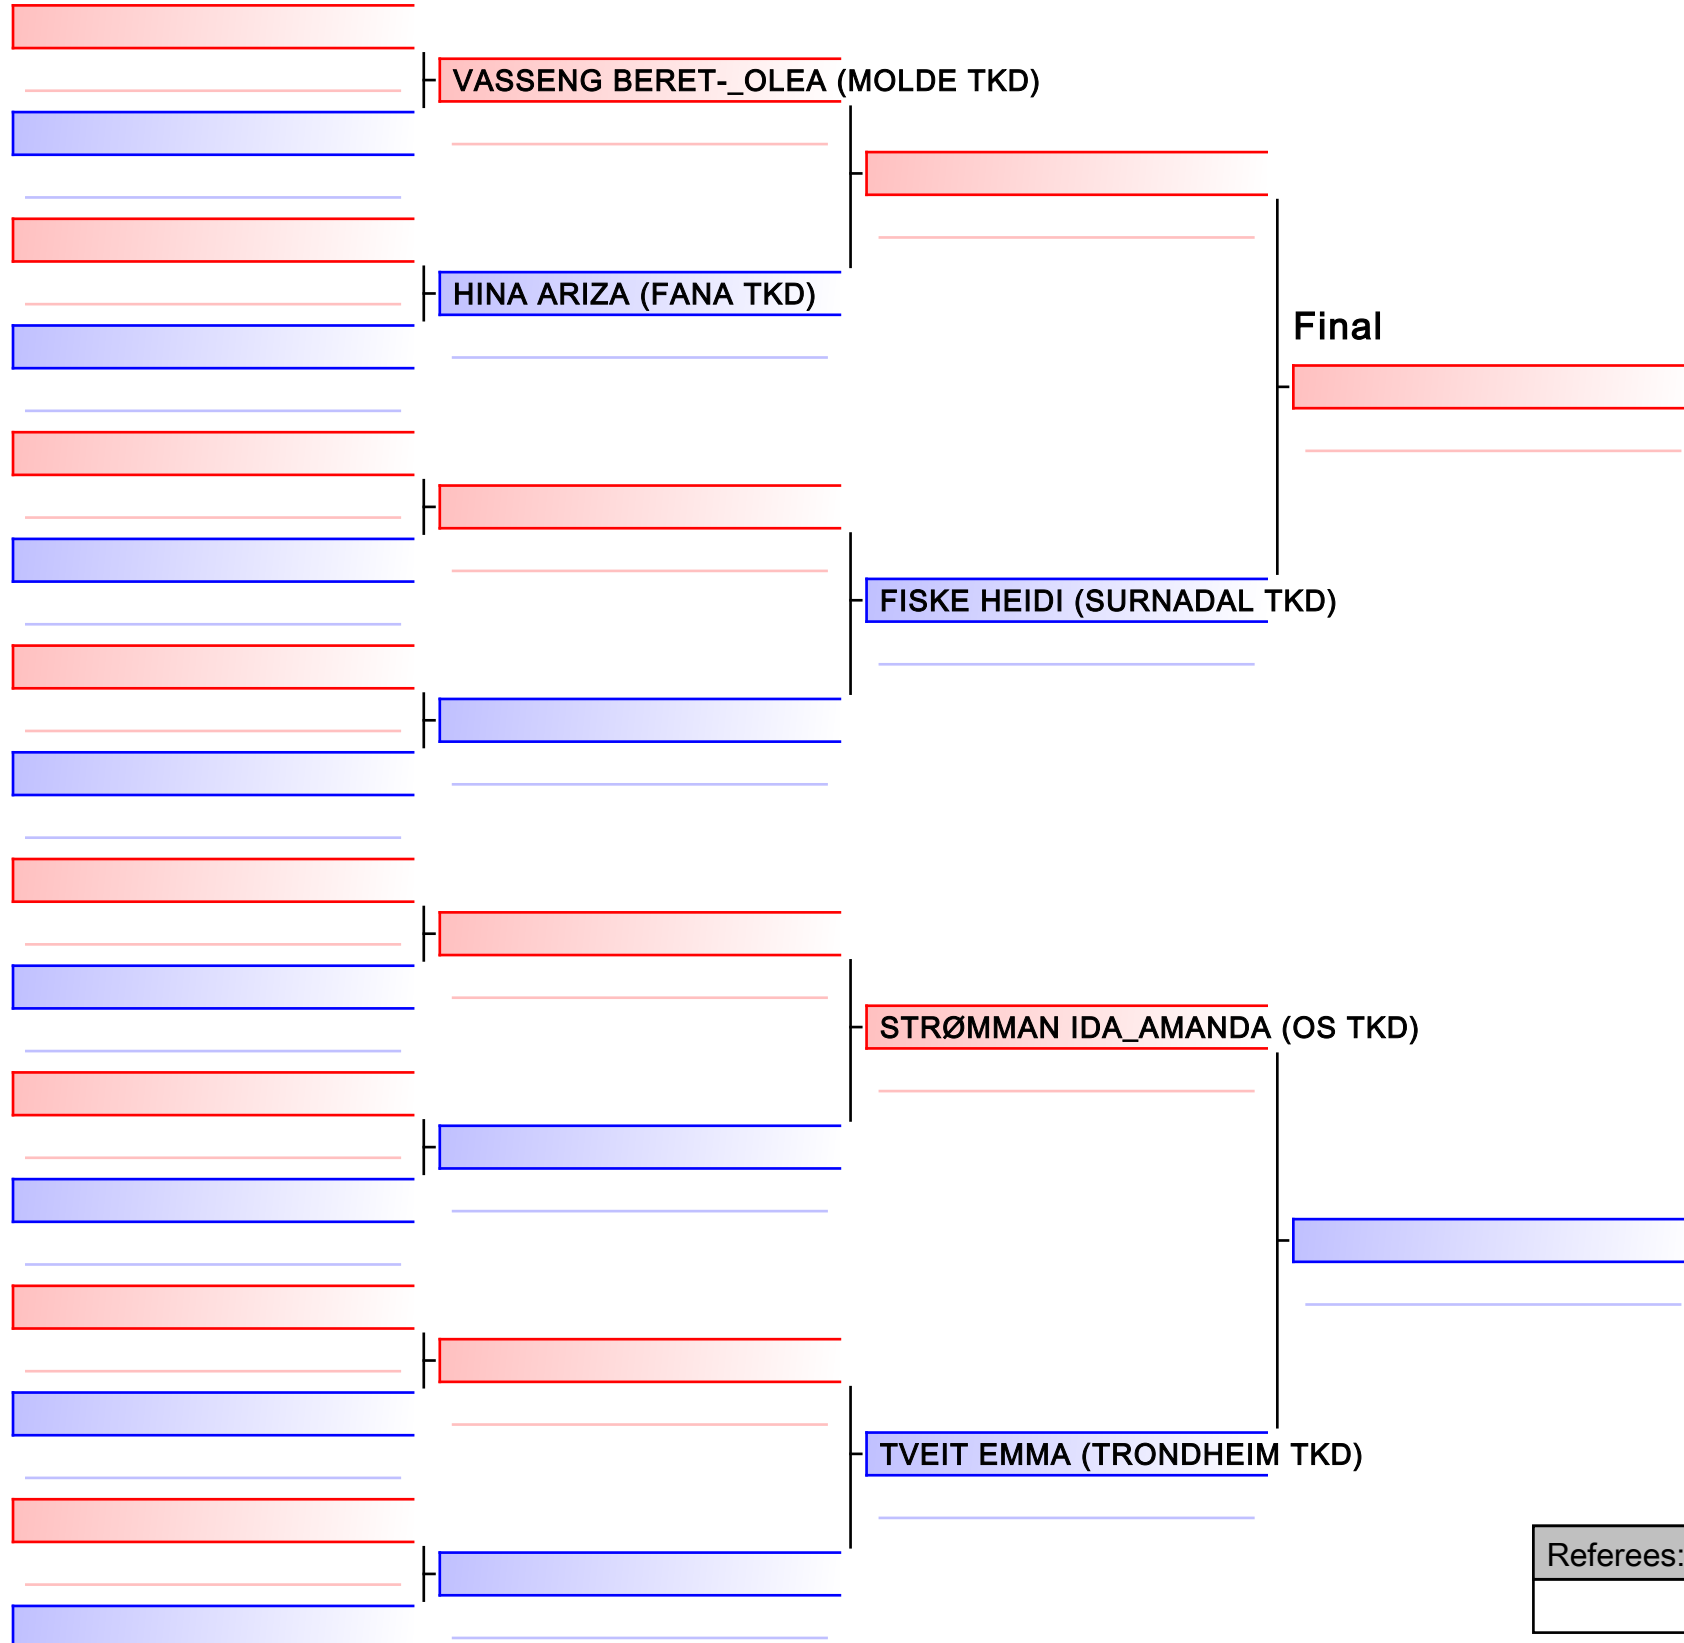 VASSENG BERET-_OLEA (MOLDE TKD)
HINA ARIZA (FANA TKD)
Final
FISKE HEIDI (SURNADAL TKD)
STRØMMAN IDA_AMANDA (OS TKD)
TVEIT EMMA (TRONDHEIM TKD)
Referees: